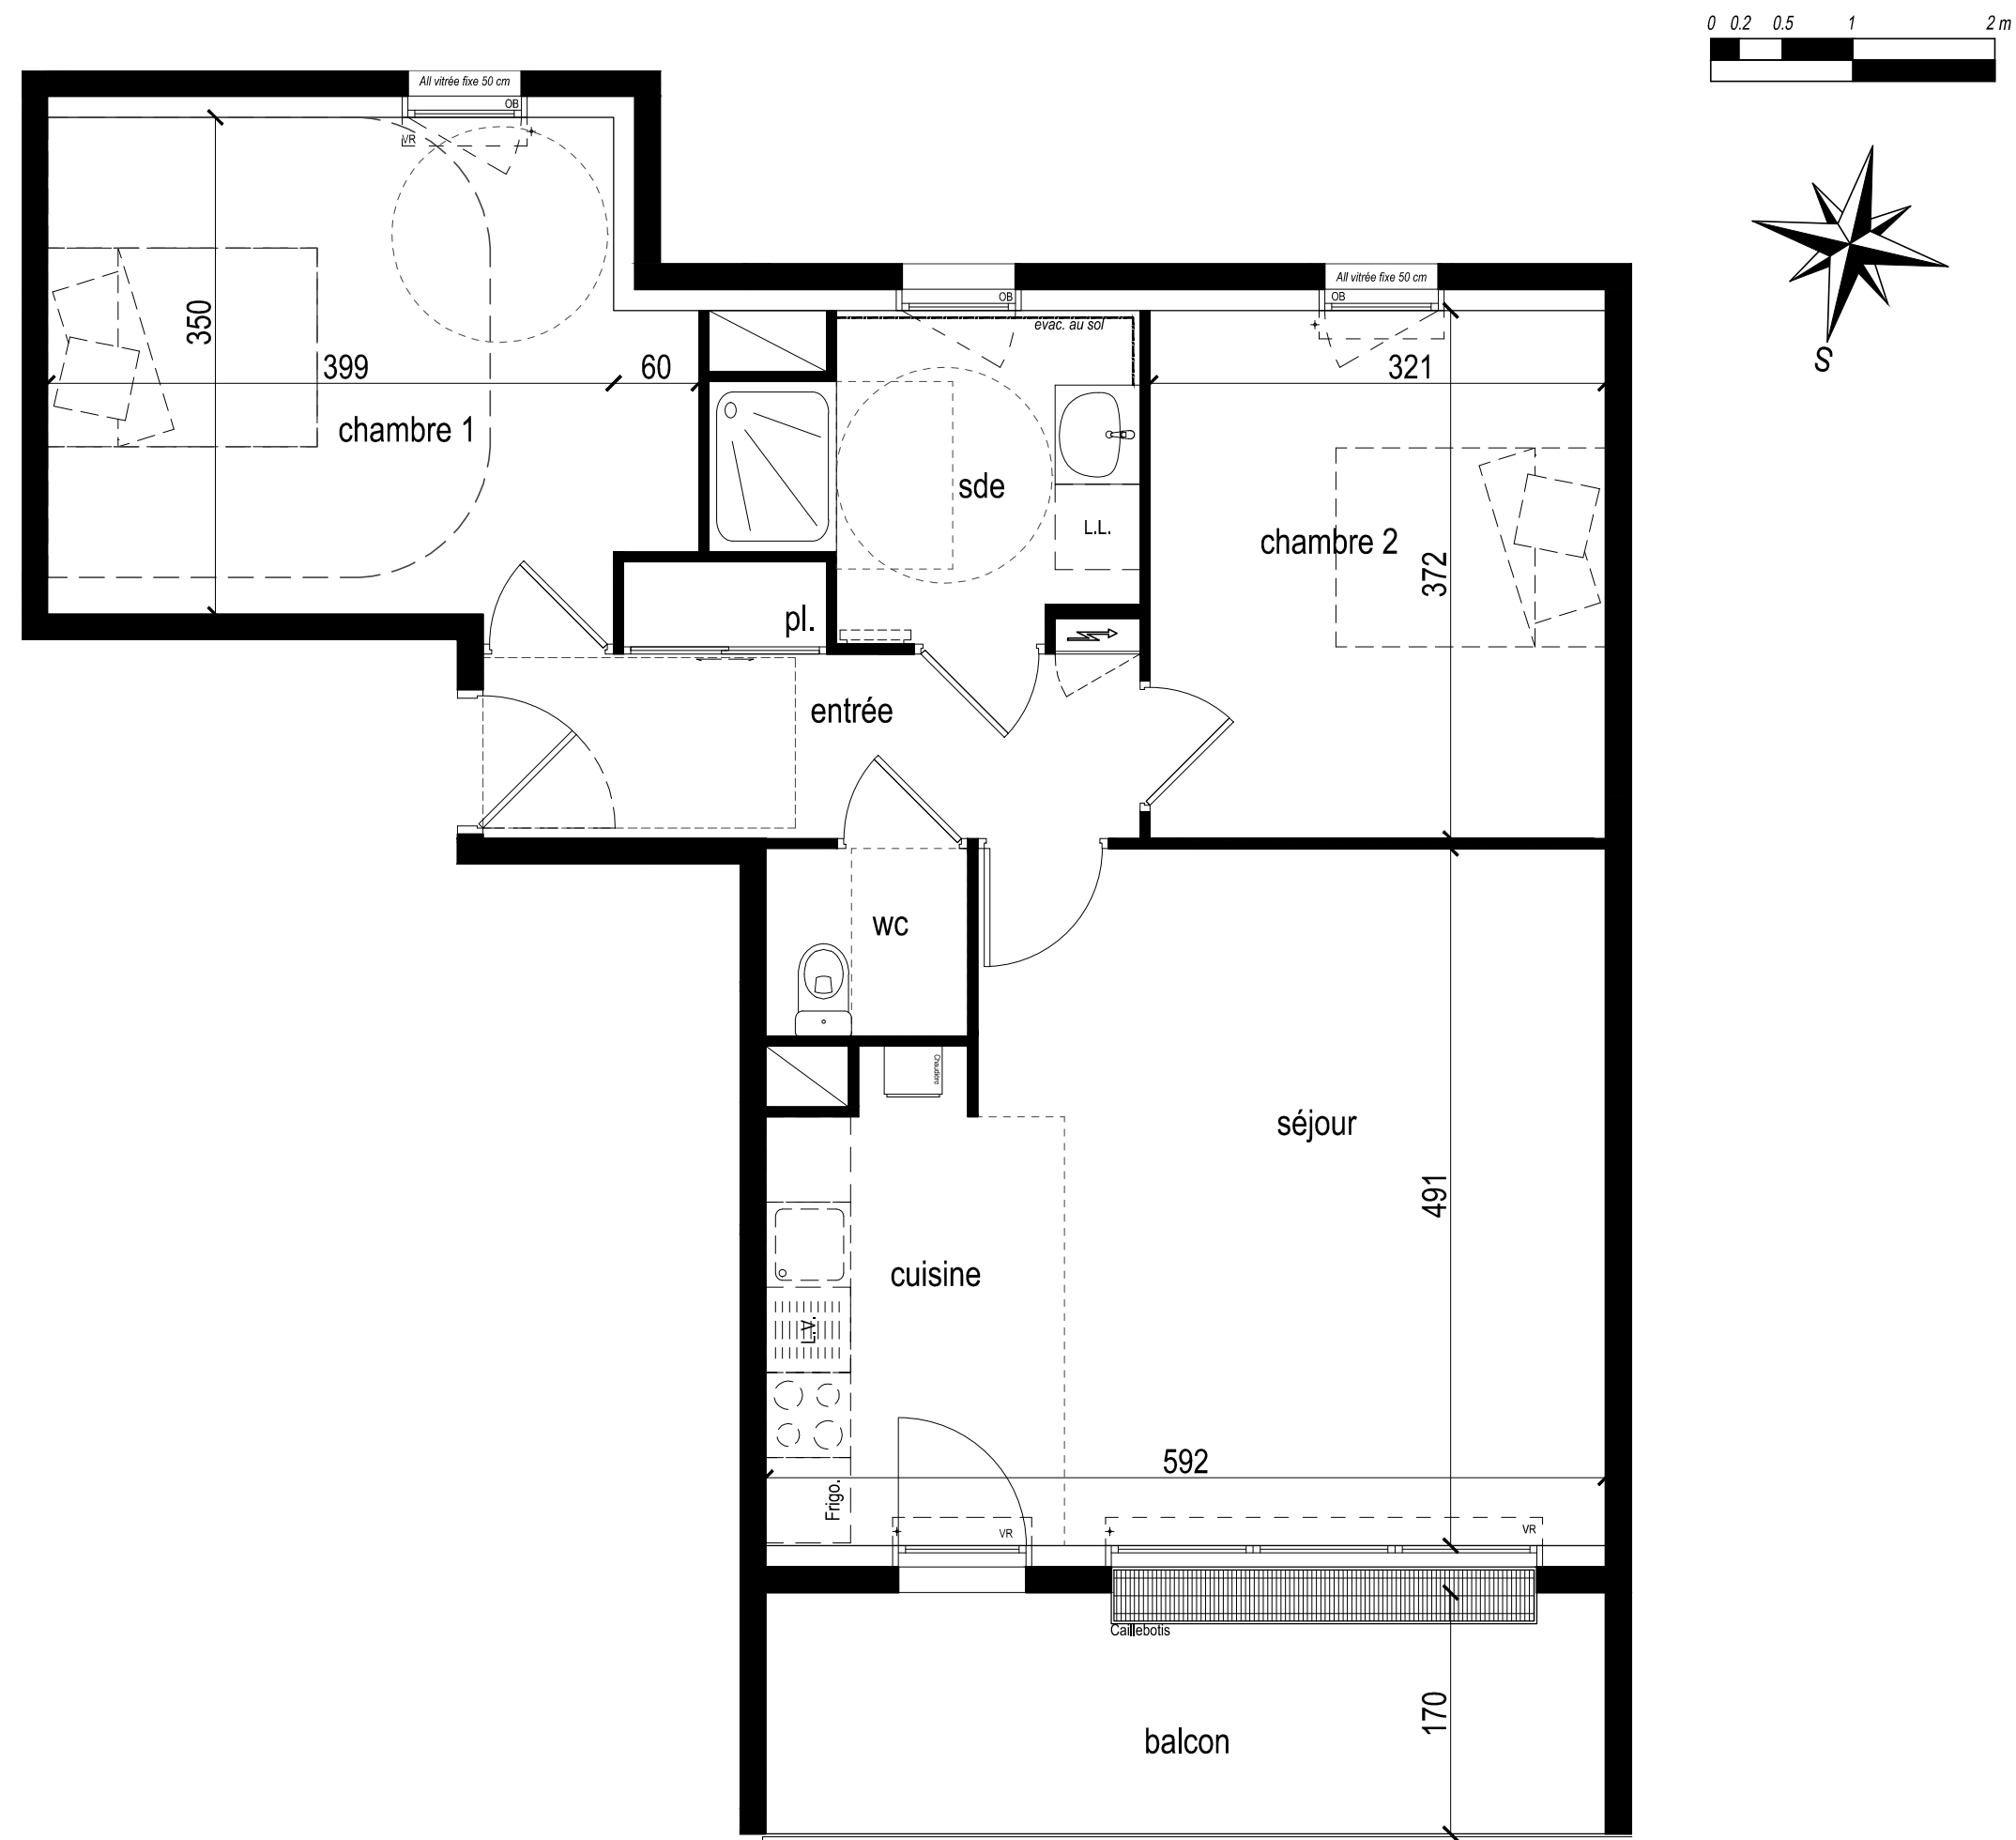 0 0.2 0.5 1 2 m
All vitrée fixe 50 cm
OB
VR
S
All vitrée fixe 50 cm
OB
OB
evac. au sol
350
399
60
321
chambre 1
sde
L.L.
chambre 2
372
pl.
entrée
wc
Chaudière
séjour
491
cuisine
L.V.
592
Frigo.
VR
VR
Caillebotis
170
balcon